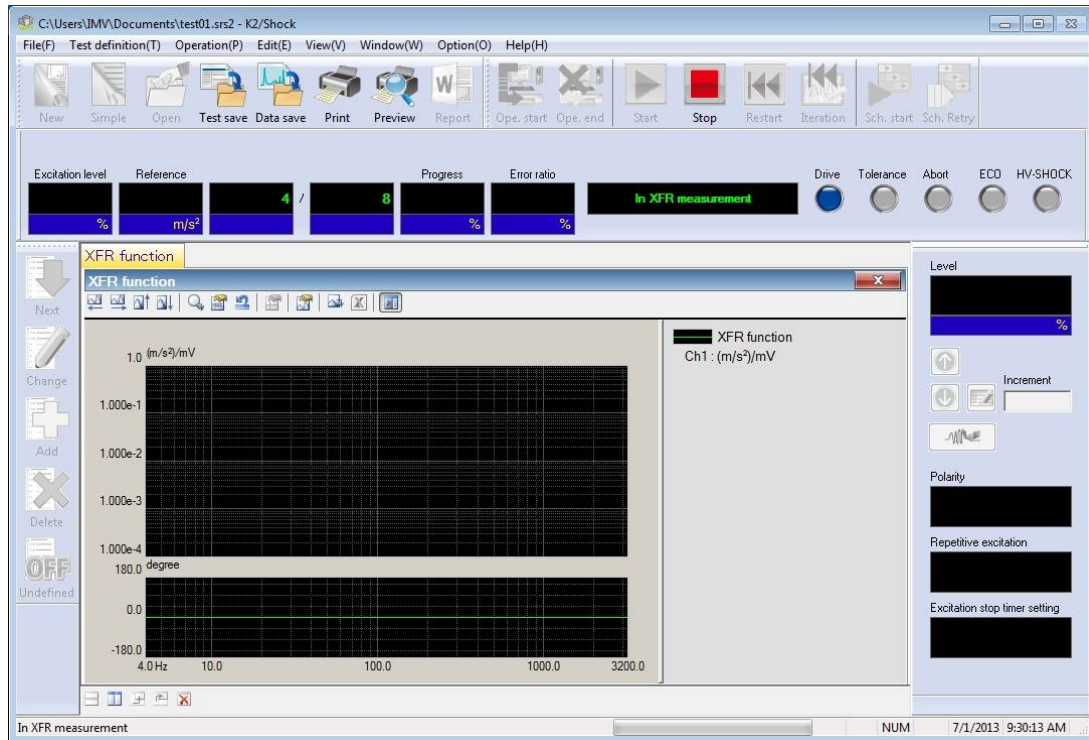 C:\Users\IMV\Documents\test01.srs2 - K2/Shock
File(F) Test definition(T) Operation(P) Edit(E) View(V) Window(W) Option(O) Help(H)
New Simple Open Test save Data save Print Preview Report Ope. start Ope. end Start Stop Restart Iteration Sch. start Sch. Retry
Excitation level Reference Progress Error ratio Drive Tolerance Abort ECO HV-SHOCK
4 / 8 In XFR measurement
% m/s² % %
XFR function
XFR function
Next
Change
Add
Delete
OFF
Undefined
1.0 (m/s²)/mV
1.000e-1
1.000e-2
1.000e-3
1.000e-4
180.0 degree
0.0
-180.0
4.0 Hz 10.0 100.0 1000.0 3200.0
XFR function
Ch1 : (m/s²)/mV
Level
%
Increment
Polarity
Repetitive excitation
Excitation stop timer setting
In XFR measurement NUM 7/1/2013 9:30:13 AM